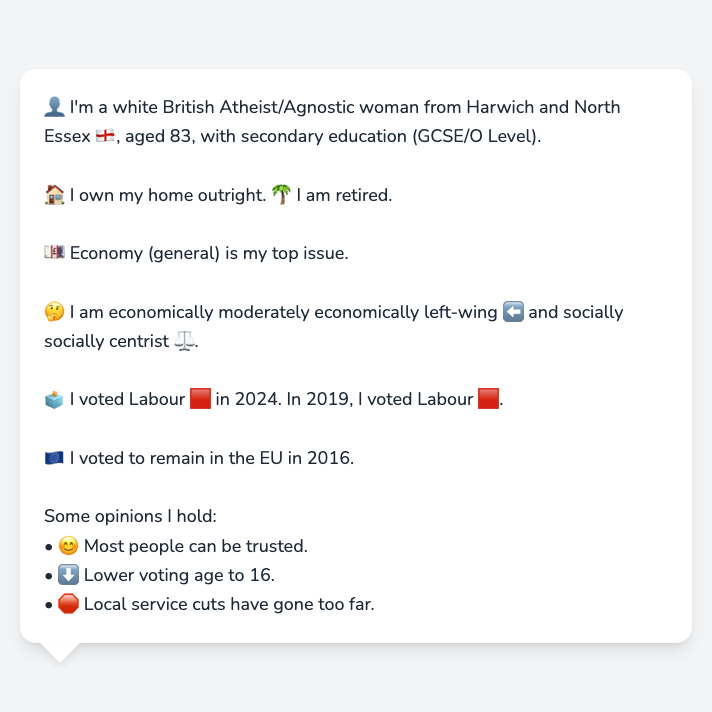 👤 I'm a white British Atheist/Agnostic woman from Harwich and North
Essex 🏴󠁧󠁢󠁥󠁮󠁧󠁿, aged 83, with secondary education (GCSE/O Level).
🏠 I own my home outright. 🌴 I am retired.
💷 Economy (general) is my top issue.
🤔 I am economically moderately economically left-wing ⬅️ and socially
socially centrist ⚖️.
🗳️ I voted Labour 🟥 in 2024. In 2019, I voted Labour 🟥.
🇪🇺 I voted to remain in the EU in 2016.
Some opinions I hold:
• 😊 Most people can be trusted.
• ⬇️ Lower voting age to 16.
• 🛑 Local service cuts have gone too far.